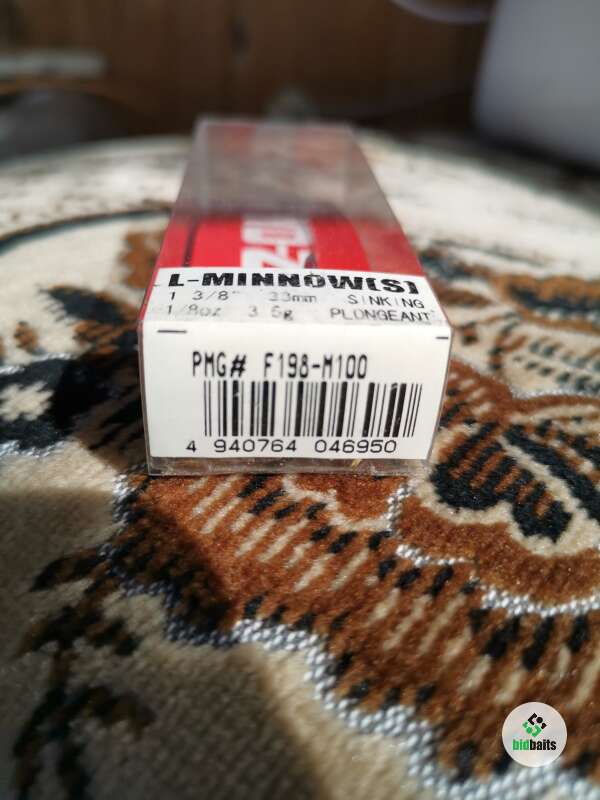 L-MINNOW(S)
1 3/8" 33mm SINKING
1/8oz 3.5g PLONGEANT
PMG# F198-M100
4 940764 046950
bidbaits